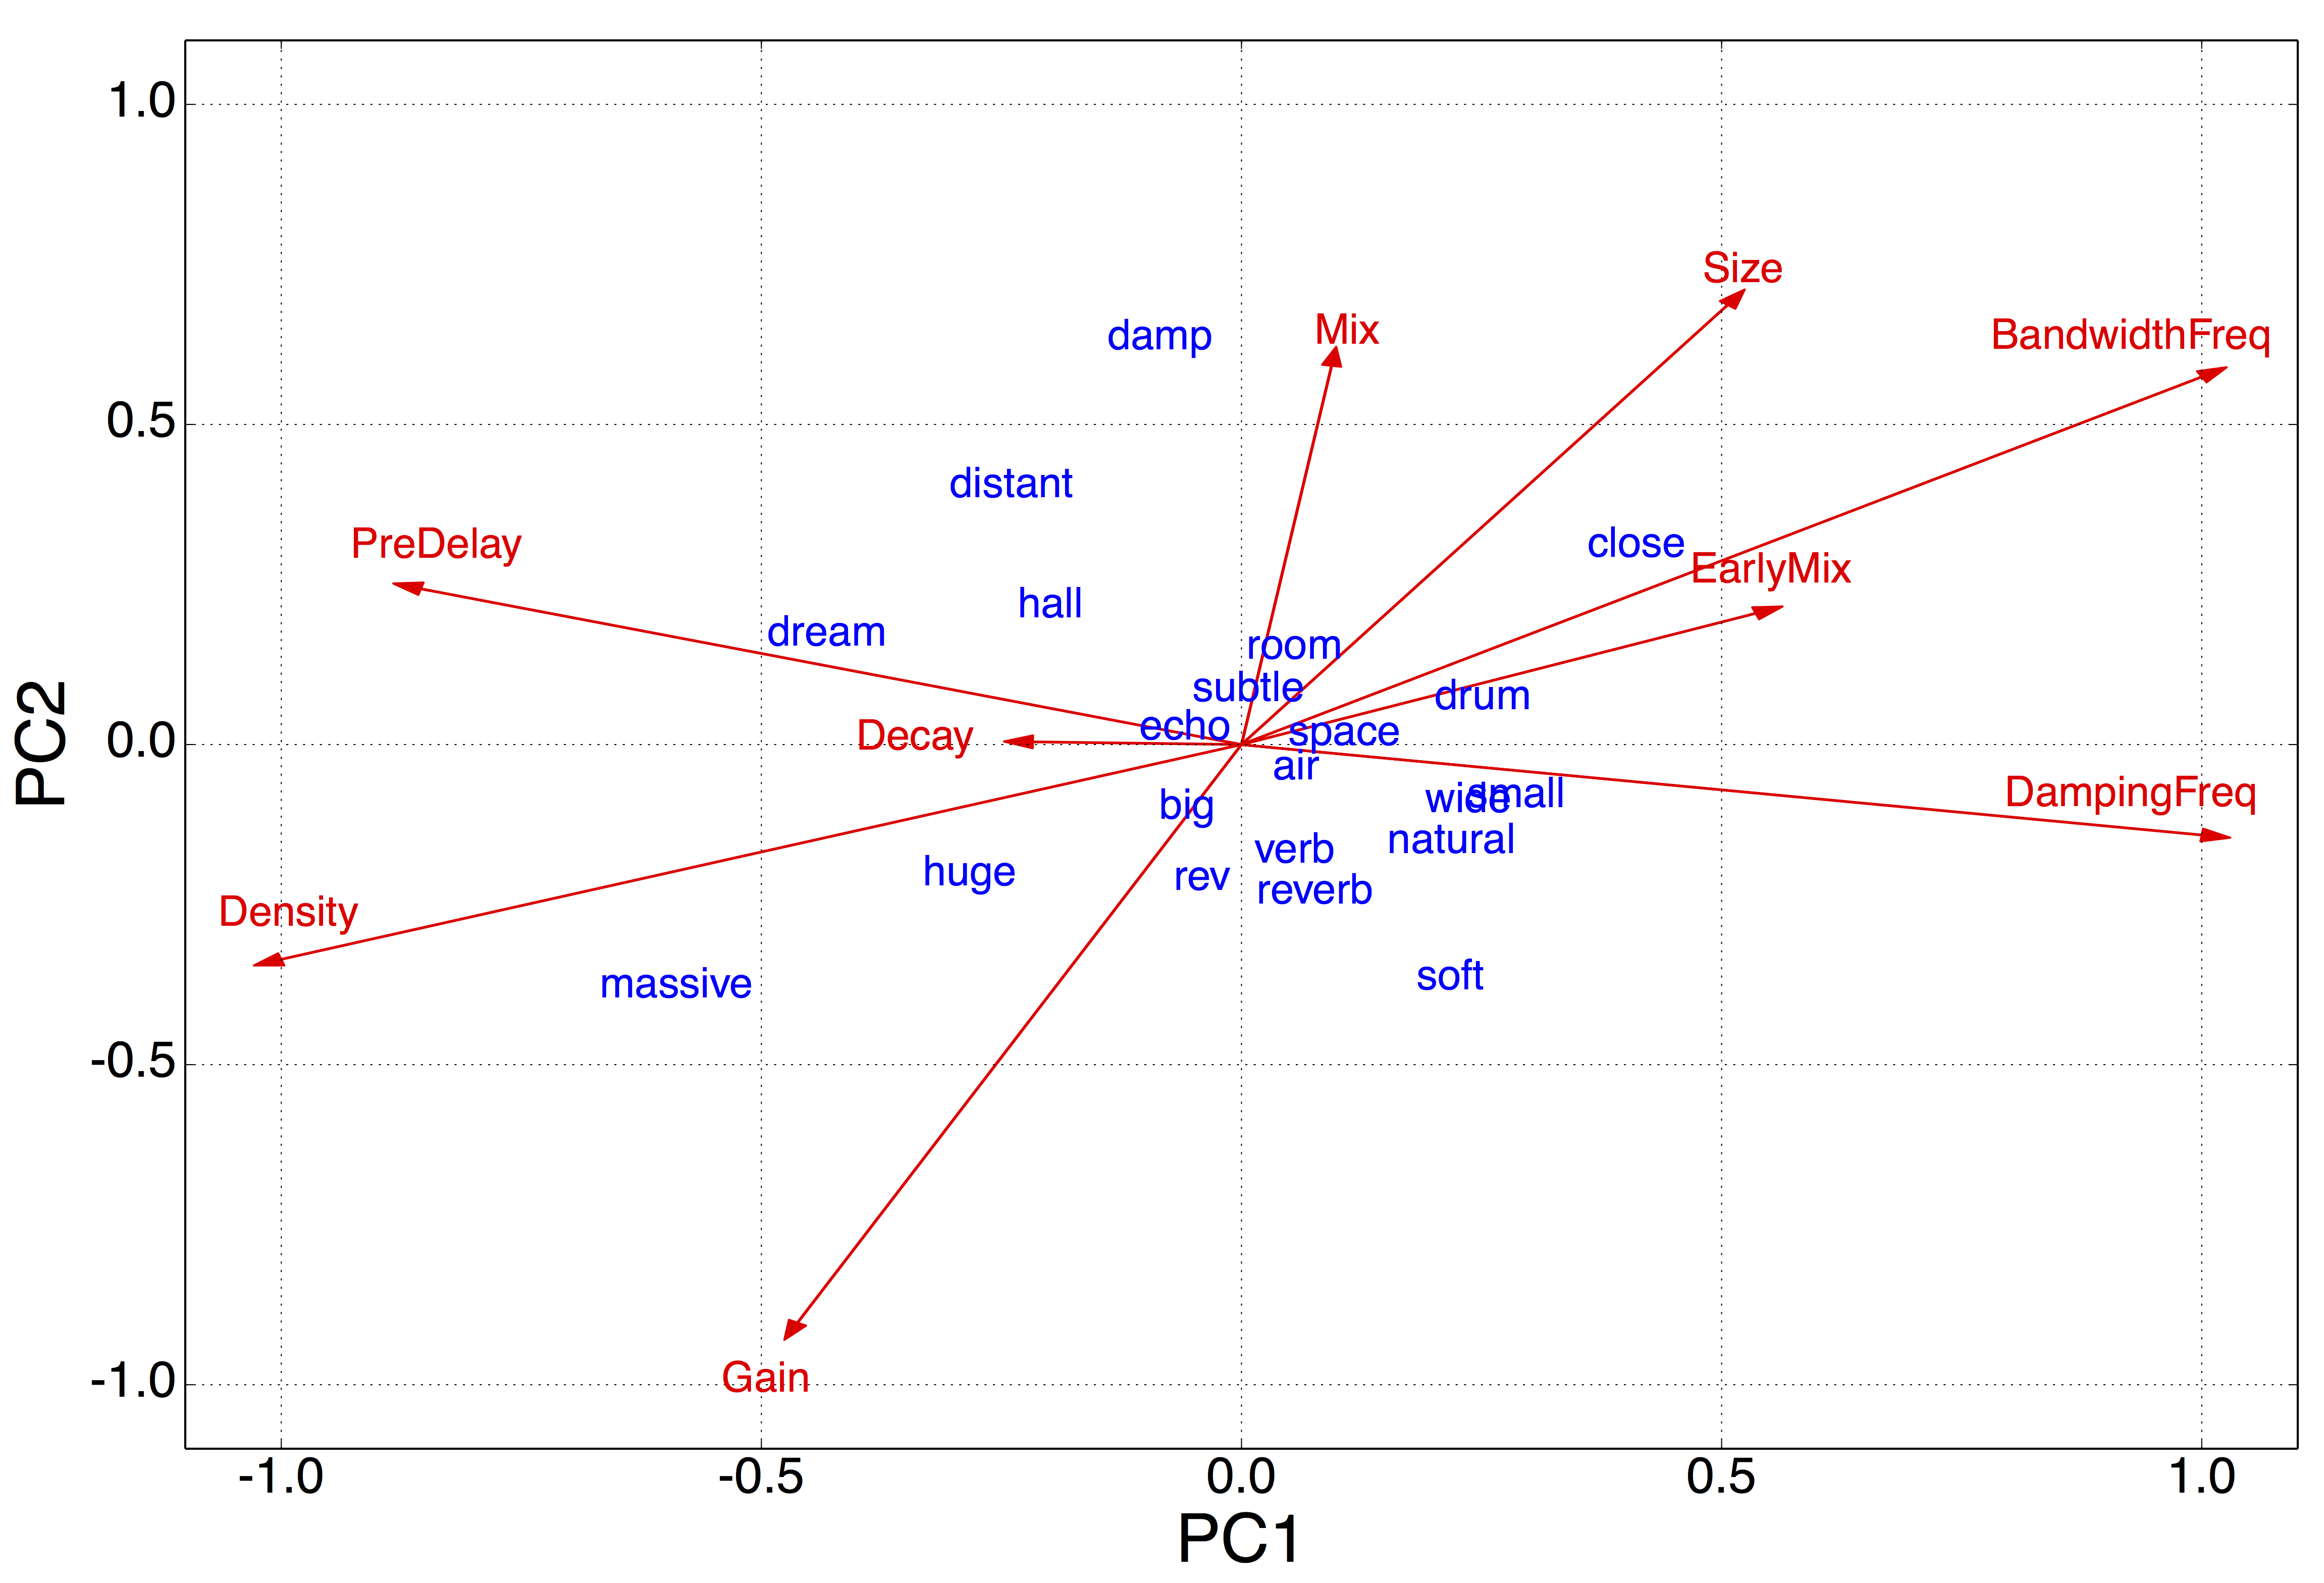 1.0
Size
Mix
BandwidthFreq
damp
0.5
distant
PreDelay
close
EarlyMix
hall
dream
room
subtle
drum
echo
PC2
0.0
Decay
space
air
DampingFreq
big
wide
small
natural
verb
huge
rev
reverb
Density
massive
soft
-0.5
Gain
-1.0
-1.0
-0.5
0.0
0.5
1.0
PC1